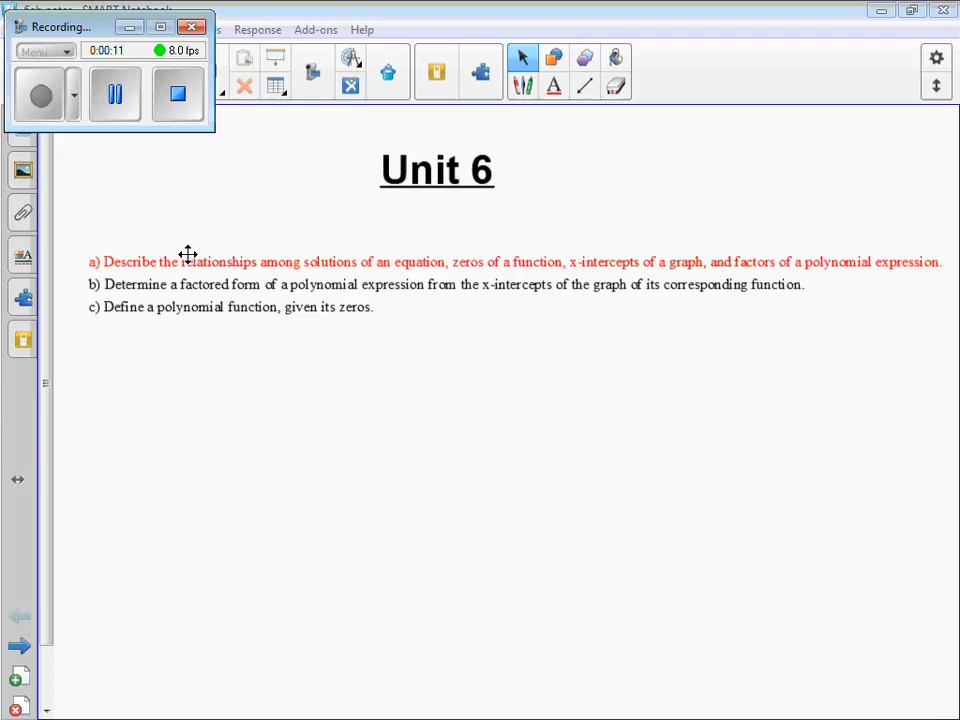 Recording...
Response Add-ons Help
Menu 0:00:11 8.0 fps
Unit 6
a) Describe the relationships among solutions of an equation, zeros of a function, x-intercepts of a graph, and factors of a polynomial expression.
b) Determine a factored form of a polynomial expression from the x-intercepts of the graph of its corresponding function.
c) Define a polynomial function, given its zeros.